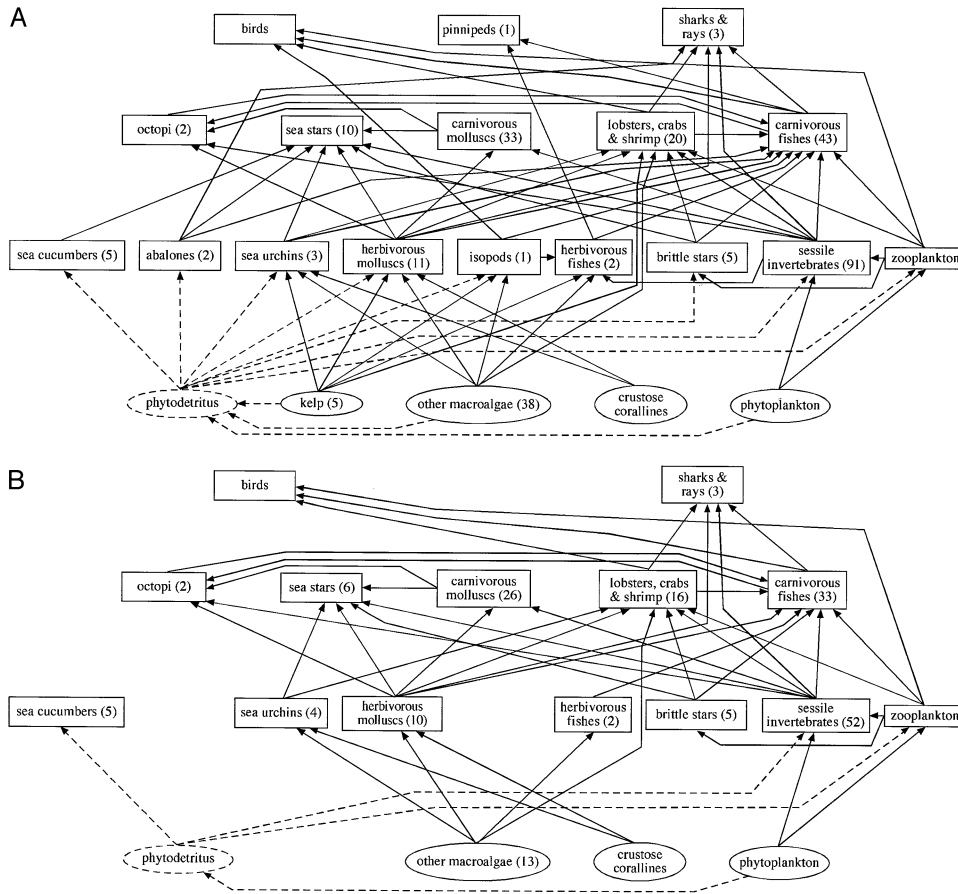 A
birds
pinnipeds (1)
sharks &
rays (3)
octopi (2)
sea stars (10)
carnivorous
molluscs (33)
lobsters, crabs
& shrimp (20)
carnivorous
fishes (43)
sea cucumbers (5)
abalones (2)
sea urchins (3)
herbivorous
molluscs (11)
isopods (1)
herbivorous
fishes (2)
brittle stars (5)
sessile
invertebrates (91)
zooplankton
phytodetritus
kelp (5)
other macroalgae (38)
crustose
corallines
phytoplankton
B
birds
sharks &
rays (3)
octopi (2)
sea stars (6)
carnivorous
molluscs (26)
lobsters, crabs
& shrimp (16)
carnivorous
fishes (33)
sea cucumbers (5)
sea urchins (4)
herbivorous
molluscs (10)
herbivorous
fishes (2)
brittle stars (5)
sessile
invertebrates (52)
zooplankton
phytodetritus
other macroalgae (13)
crustose
corallines
phytoplankton